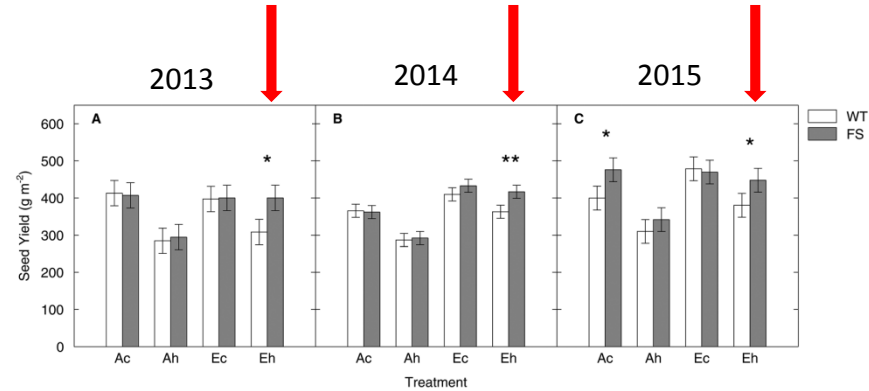 2013 2014 2015
A B C
WT
FS
* ** * *
600
500
400
300
200
100
0
Seed Yield (g m⁻²)
Ac Ah Ec Eh Ac Ah Ec Eh Ac Ah Ec Eh
Treatment